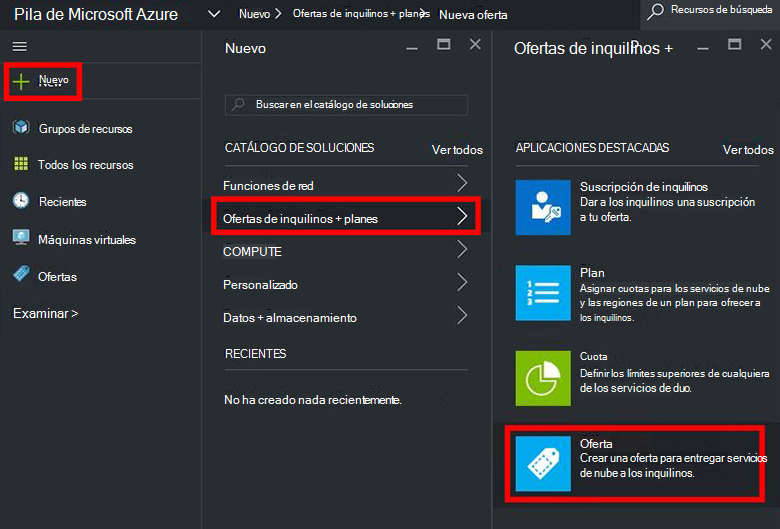 Pila de Microsoft Azure
Nuevo
Ofertas de inquilinos + planes
Nueva oferta
Recursos de búsqueda
Nuevo
Grupos de recursos
Todos los recursos
Recientes
Máquinas virtuales
Ofertas
Examinar >
Nuevo
Buscar en el catálogo de soluciones
CATÁLOGO DE SOLUCIONES
Ver todos
Funciones de red
Ofertas de inquilinos + planes
COMPUTE
Personalizado
Datos + almacenamiento
RECIENTES
No ha creado nada recientemente.
Ofertas de inquilinos +
APLICACIONES DESTACADAS
Ver todos
Suscripción de inquilinos
Dar a los inquilinos una suscripción
a tu oferta.
Plan
Asignar cuotas para los servicios de nube
y las regiones de un plan para ofrecer a
los inquilinos.
Cuota
Definir los límites superiores de cualquiera
de los servicios de duo.
Oferta
Crear una oferta para entregar servicios
de nube a los inquilinos.